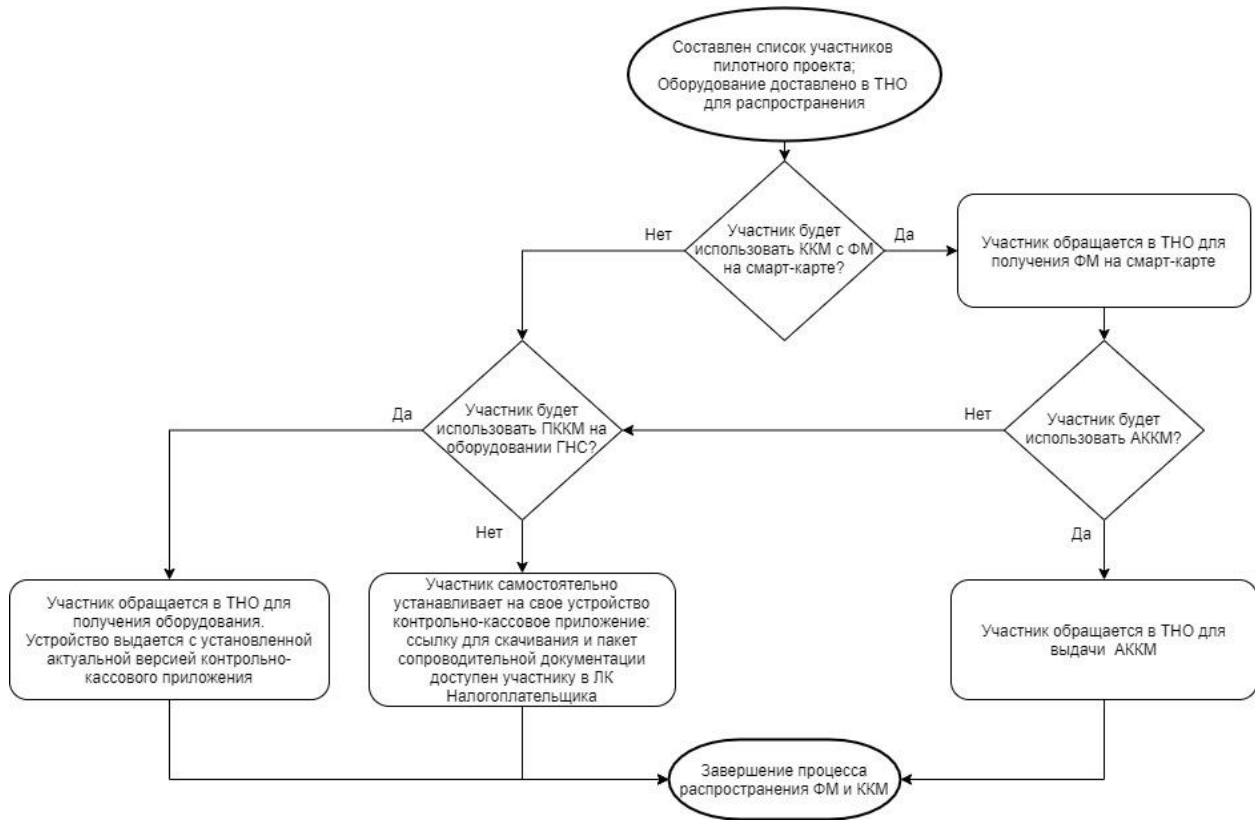 Составлен список участников
пилотного проекта;
Оборудование доставлено в ТНО
для распространения
Нет
Участник будет
использовать ККМ с ФМ
на смарт-карте?
Да
Участник обращается в ТНО для
получения ФМ на смарт-карте
Да
Участник будет
использовать ПККМ на
оборудовании ГНС?
Нет
Участник будет
использовать АККМ?
Нет
Да
Участник обращается в ТНО для
получения оборудования.
Устройство выдается с установленной
актуальной версией контрольно-
кассового приложения
Участник самостоятельно
устанавливает на свое устройство
контрольно-кассовое приложение:
ссылку для скачивания и пакет
сопроводительной документации
доступен участнику в ЛК
Налогоплательщика
Участник обращается в ТНО для
выдачи АККМ
Завершение процесса
распространения ФМ и ККМ